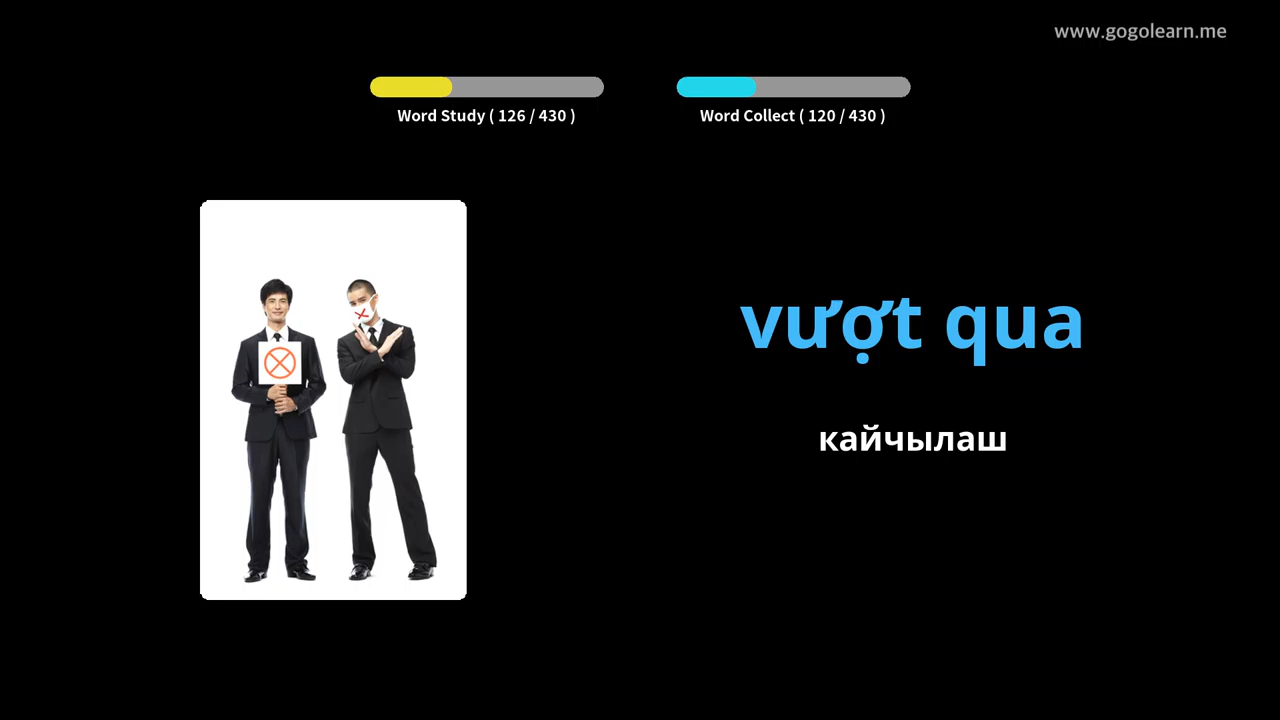 www.gogolearn.me
Word Study ( 126 / 430 )
Word Collect ( 120 / 430 )
vượt qua
кайчылаш